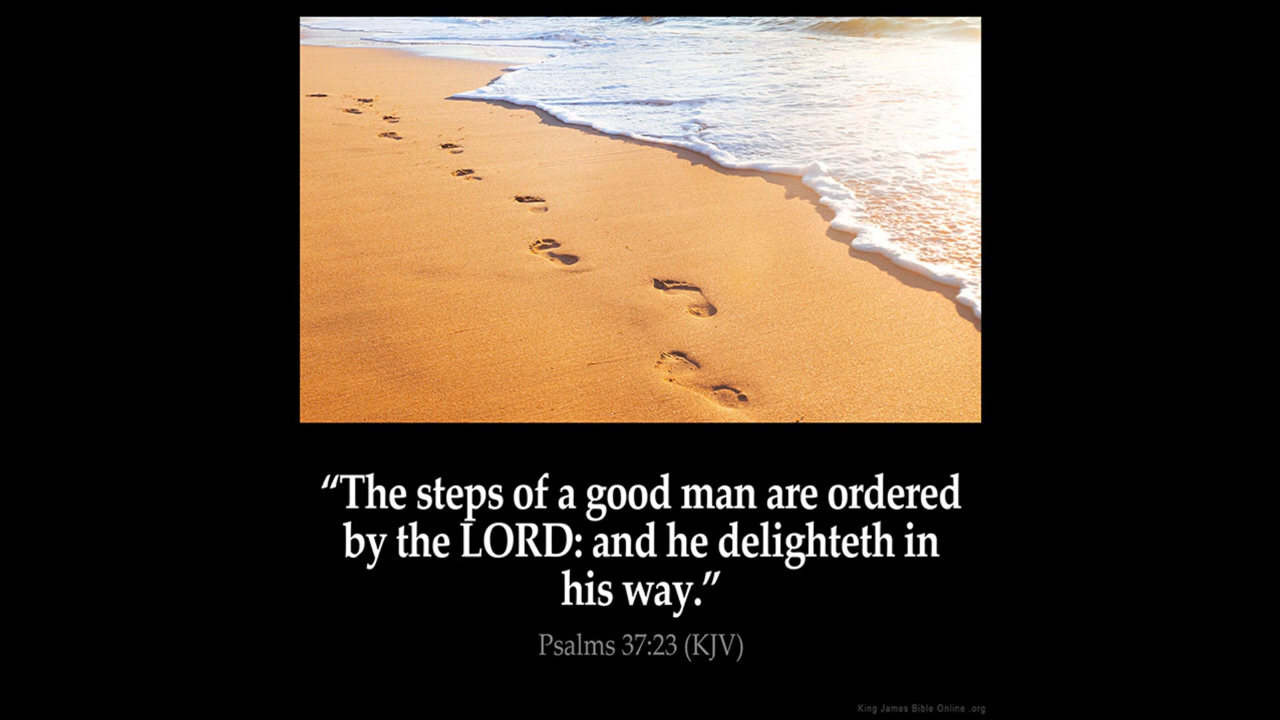 “The steps of a good man are ordered
by the LORD: and he delighteth in
his way.”
Psalms 37:23 (KJV)
King James Bible Online .org